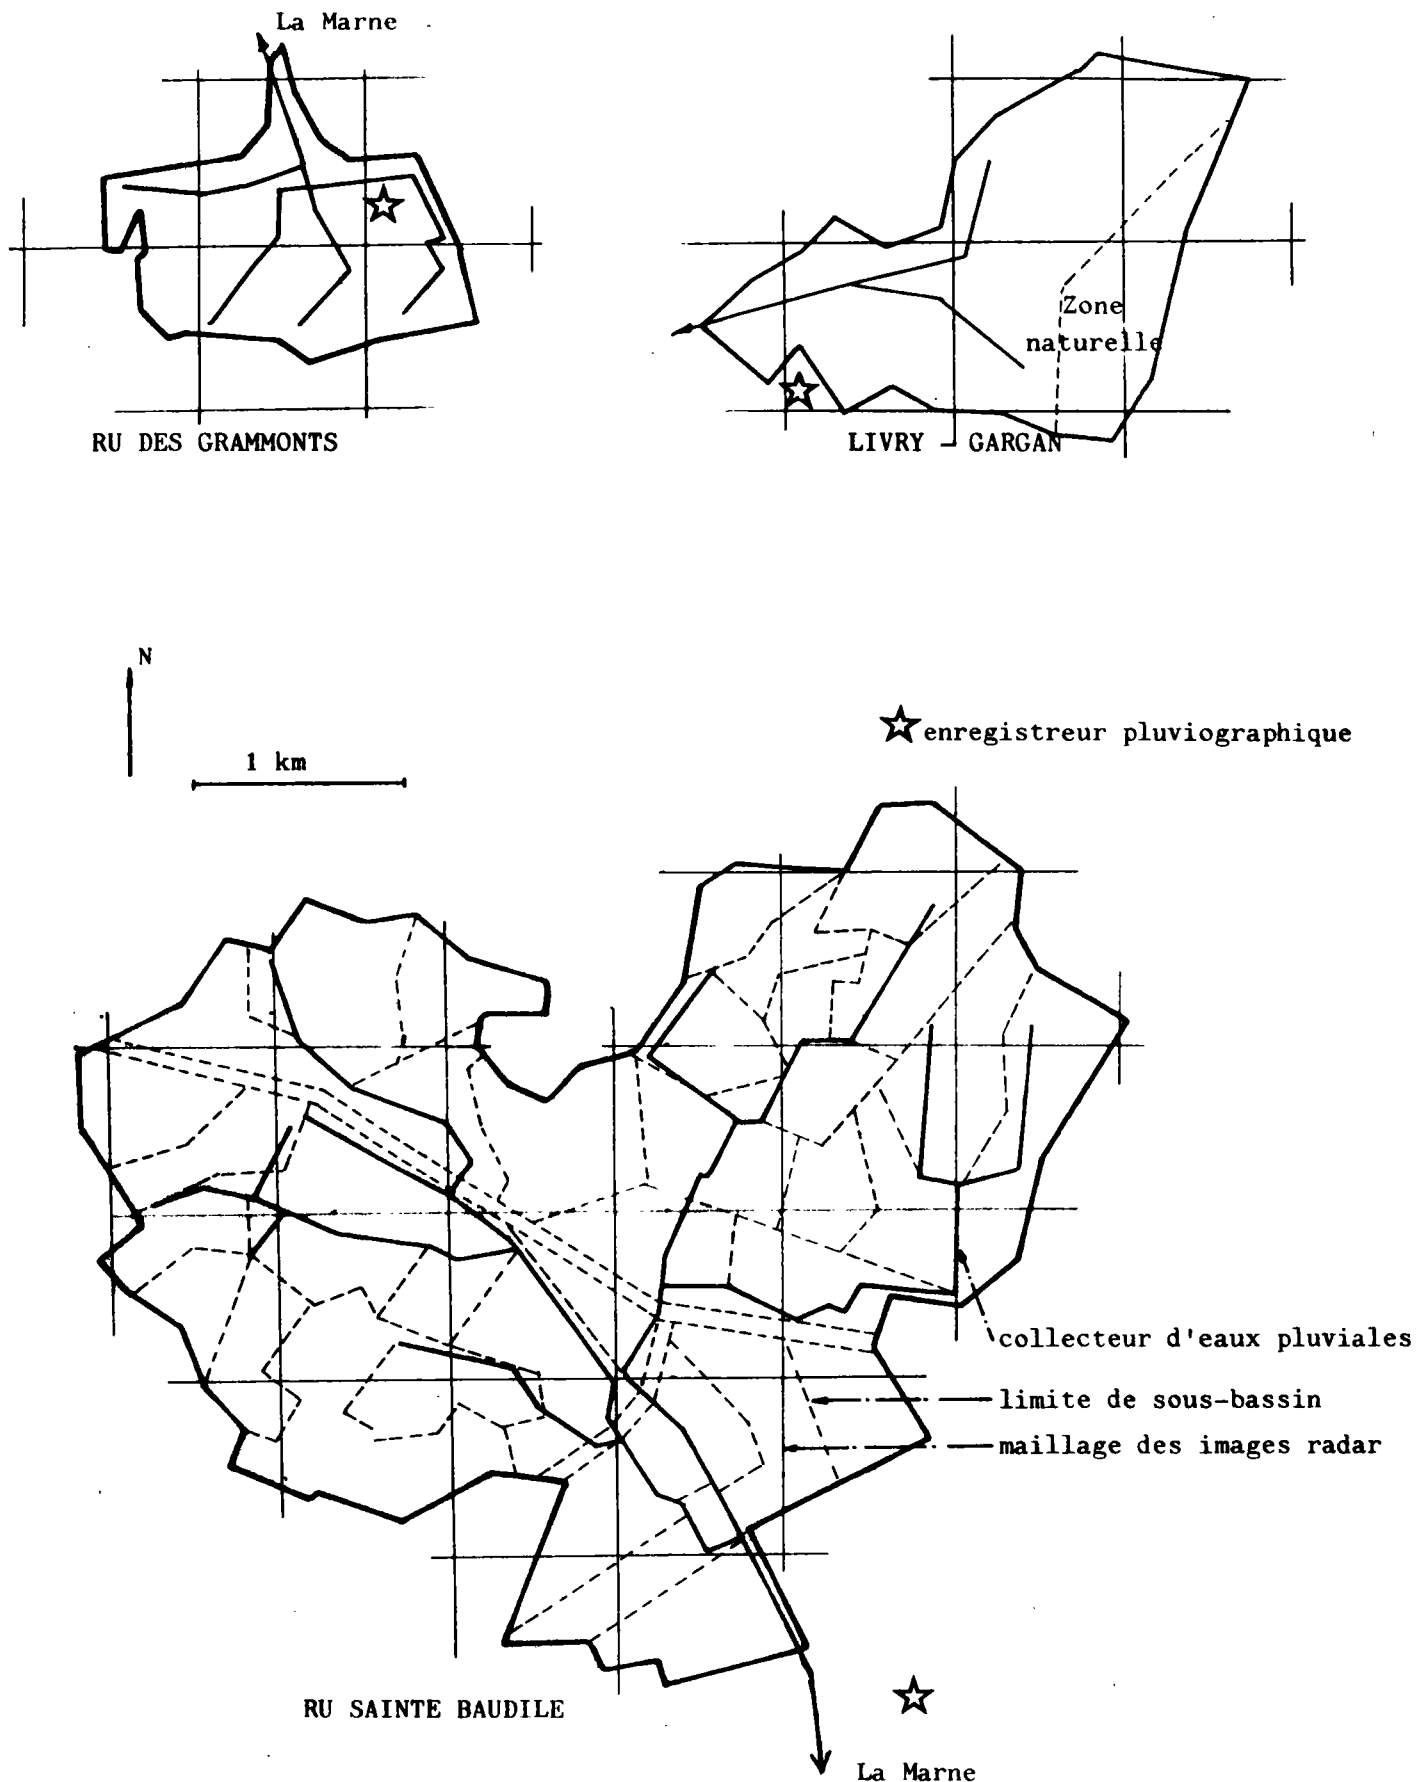 La Marne
Zone
naturelle
RU DES GRAMMONTS
LIVRY - GARGAN
N
enregistreur pluviographique
1 km
collecteur d'eaux pluviales
limite de sous-bassin
maillage des images radar
RU SAINTE BAUDILE
La Marne